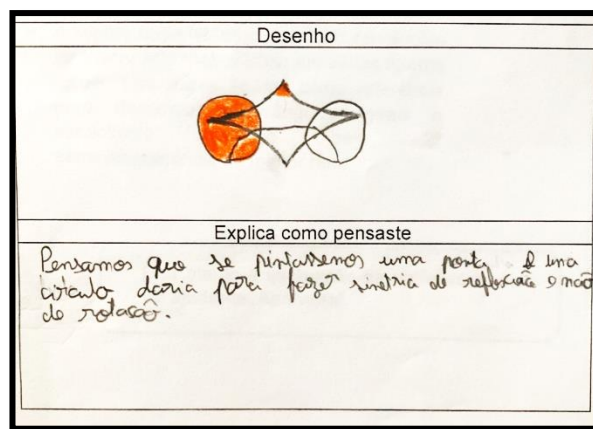 Desenho
Explica como pensaste
Pensamos que se pintassemos uma ponta e uma
círculo daria para fazer simetria de reflexão e não
de rotação.